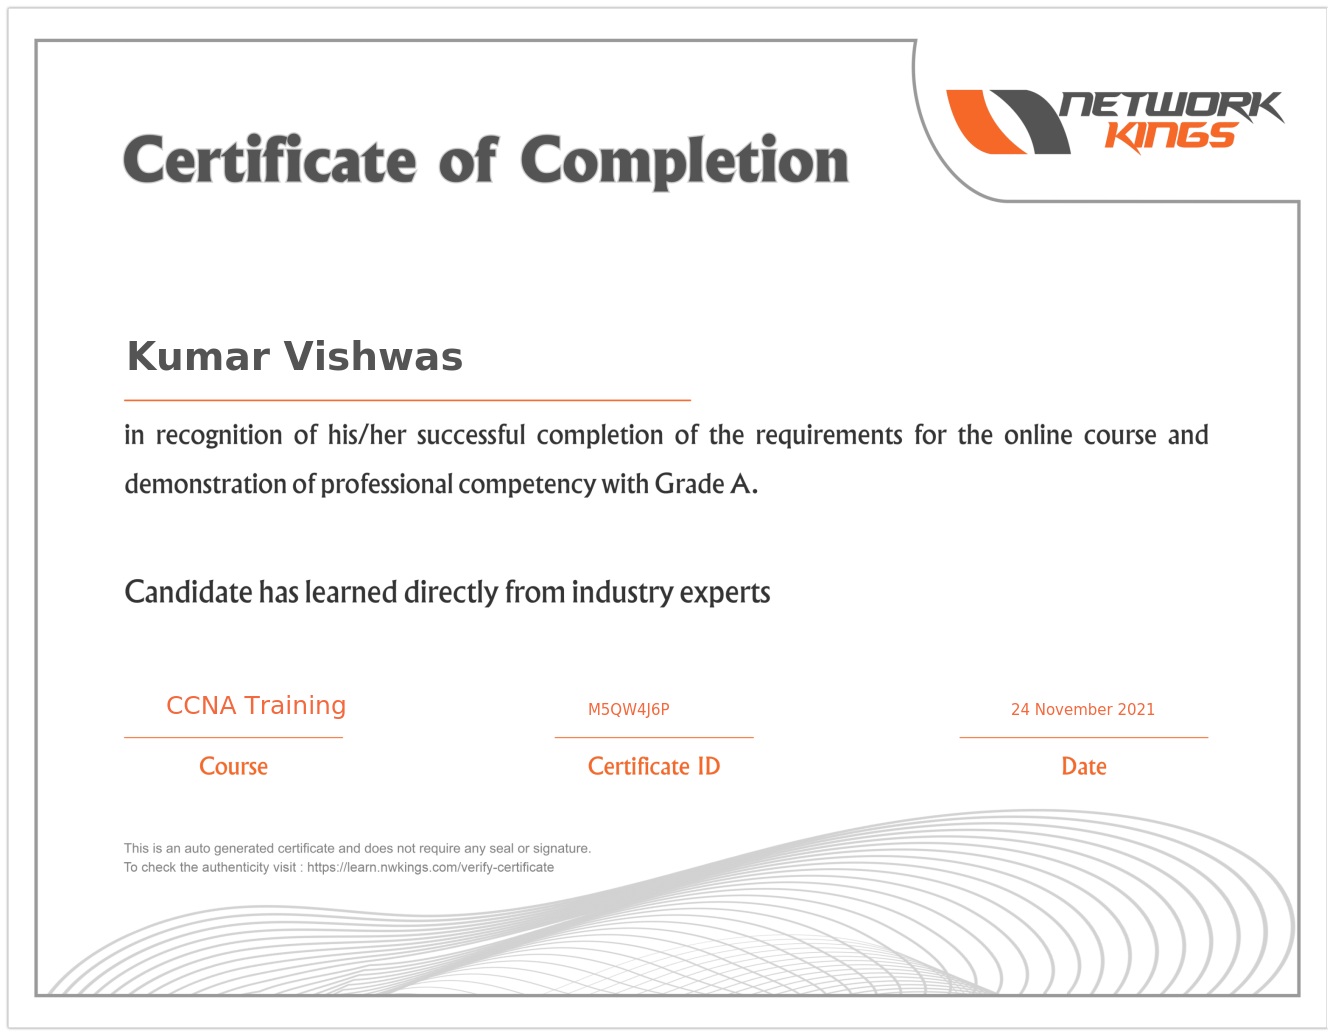 NETWORK
KINGS
Certificate of Completion
Kumar Vishwas
in recognition of his/her successful completion of the requirements for the online course and
demonstration of professional competency with Grade A.
Candidate has learned directly from industry experts
CCNA Training
M5QW4J6P
24 November 2021
Course
Certificate ID
Date
This is an auto generated certificate and does not require any seal or signature.
To check the authenticity visit : https://learn.nwkings.com/verify-certificate